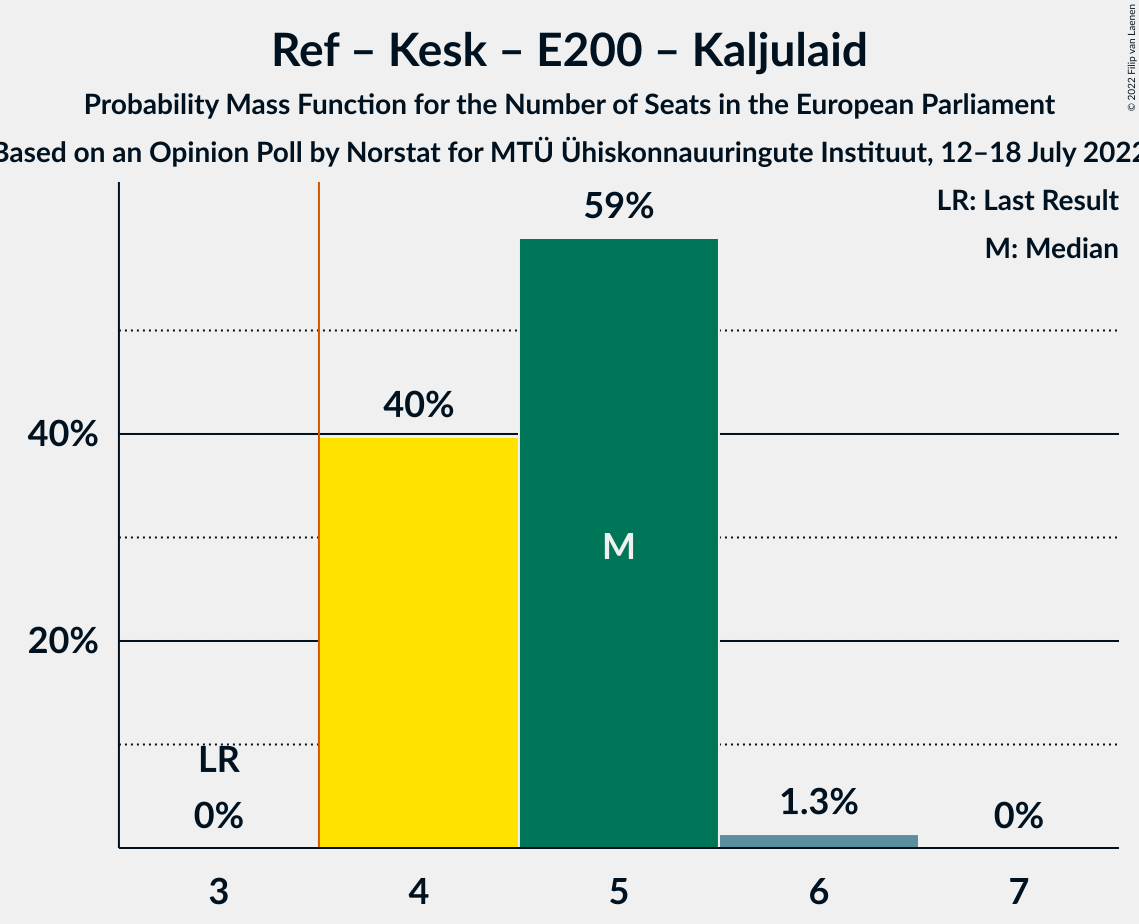 Ref – Kesk – E200 – Kaljulaid
Probability Mass Function for the Number of Seats in the European Parliament
Based on an Opinion Poll by Norstat for MTÜ Ühiskonnauuringute Instituut, 12–18 July 2022
© 2022 Filip van Laenen
LR: Last Result
M: Median
59%
40%
40%
M
20%
LR
0%
1.3%
0%
3
4
5
6
7